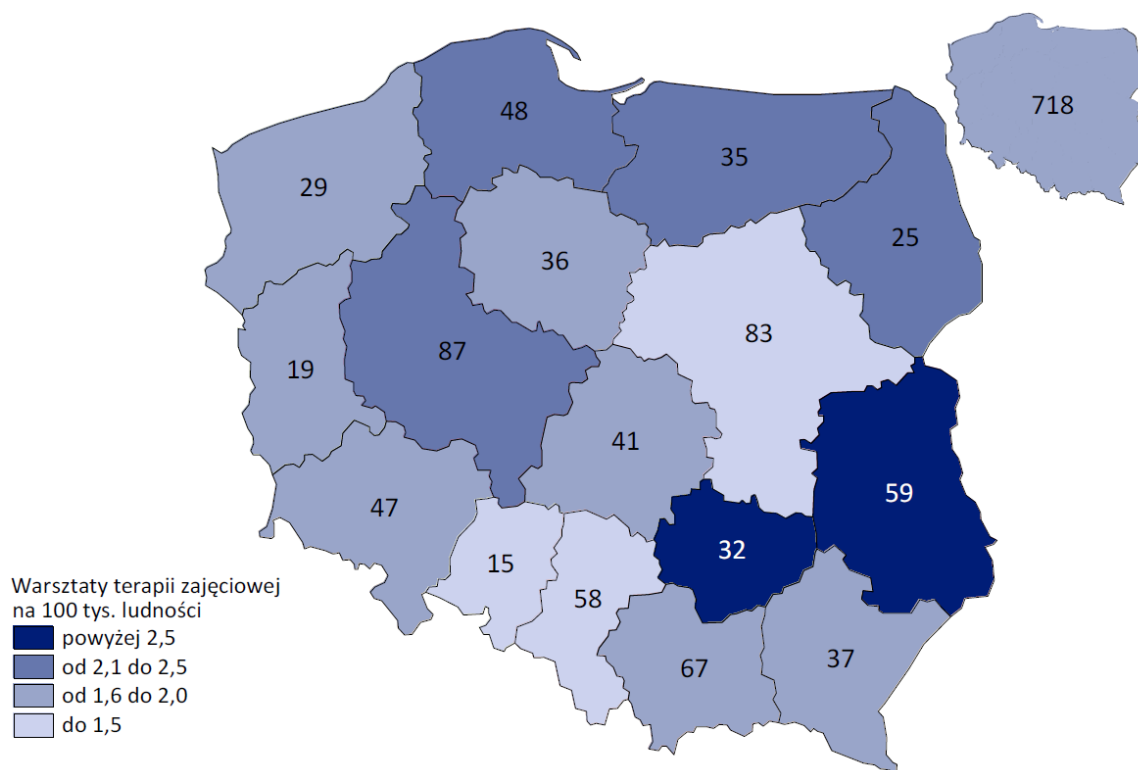 718
48
35
29
25
36
83
87
19
41
59
47
32
15
58
37
67
Warsztaty terapii zajęciowej
na 100 tys. ludności
powyżej 2,5
od 2,1 do 2,5
od 1,6 do 2,0
do 1,5